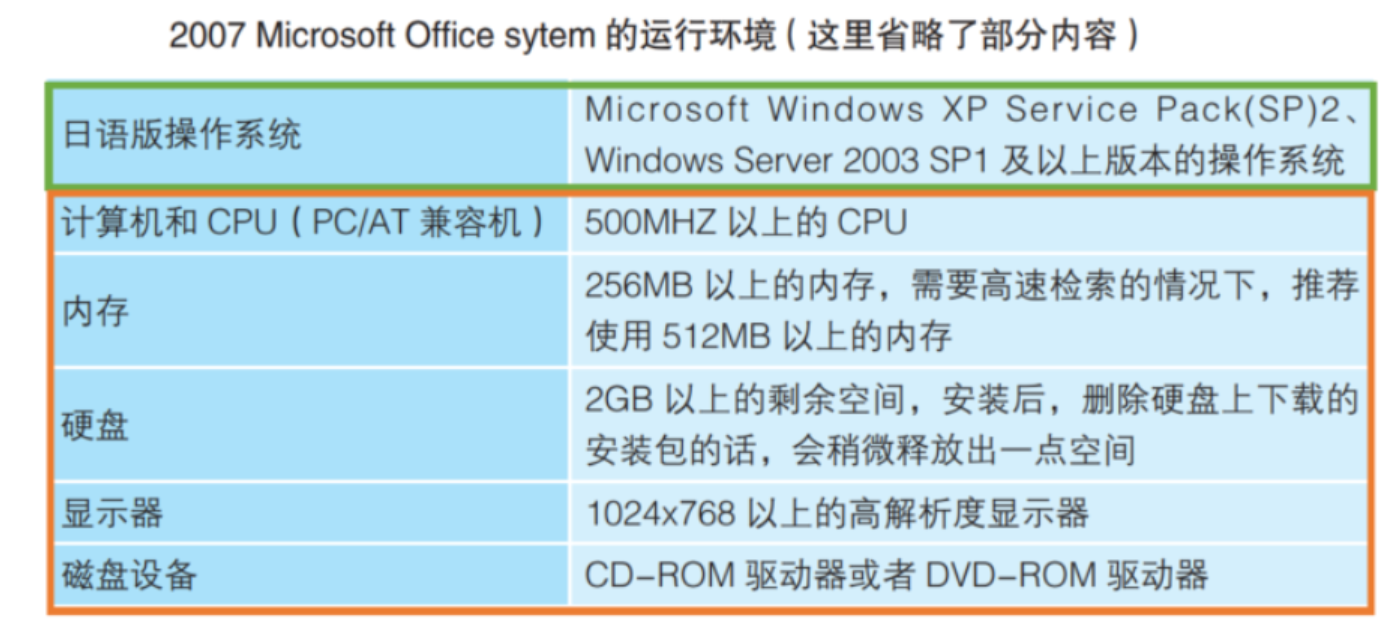 2007 Microsoft Office sytem 的运行环境（这里省略了部分内容）
日语版操作系统
Microsoft Windows XP Service Pack(SP)2、
Windows Server 2003 SP1 及以上版本的操作系统
计算机和 CPU（PC/AT 兼容机）
500MHZ 以上的 CPU
内存
256MB 以上的内存，需要高速检索的情况下，推荐
使用 512MB 以上的内存
硬盘
2GB 以上的剩余空间，安装后，删除硬盘上下载的
安装包的话，会稍微释放出一点空间
显示器
1024x768 以上的高解析度显示器
磁盘设备
CD-ROM 驱动器或者 DVD-ROM 驱动器